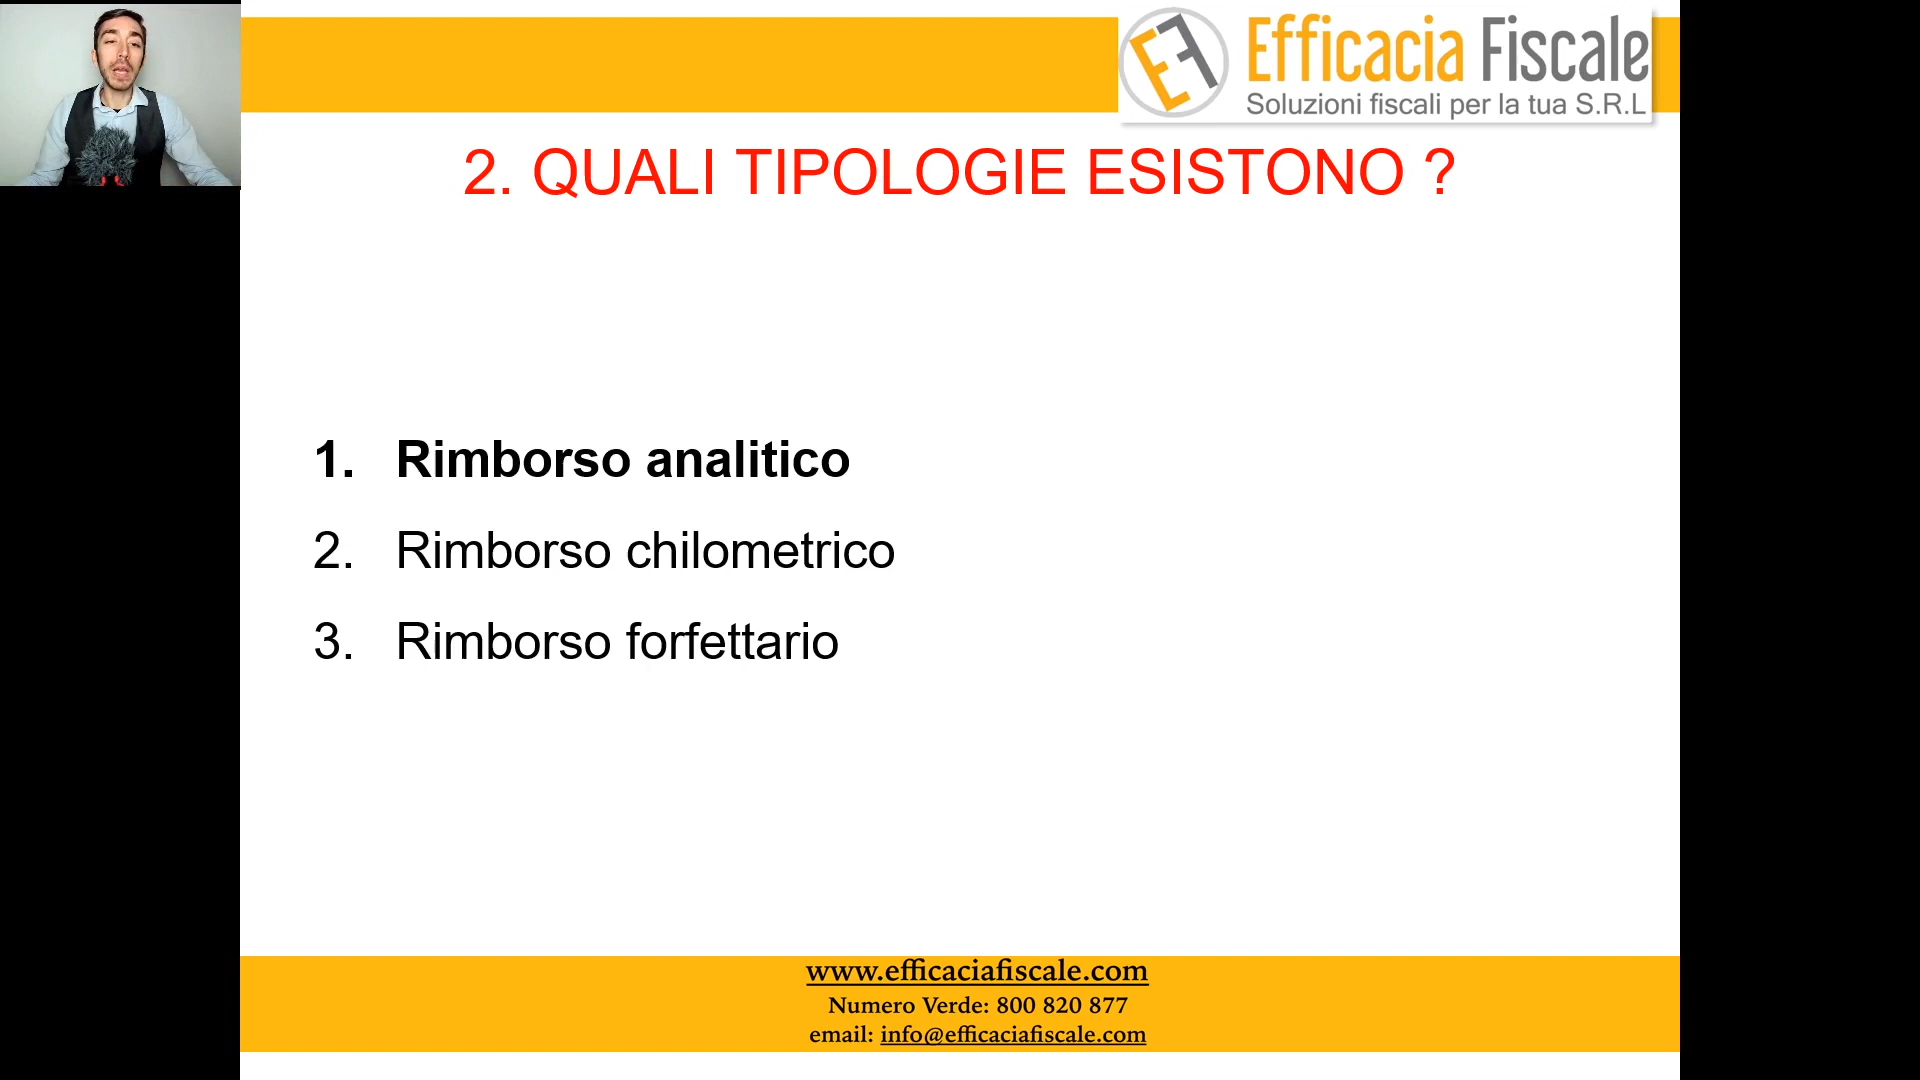 EF
Efficacia Fiscale
Soluzioni fiscali per la tua S.R.L
2. QUALI TIPOLOGIE ESISTONO ?
1. Rimborso analitico
2. Rimborso chilometrico
3. Rimborso forfettario
www.efficaciafiscale.com
Numero Verde: 800 820 877
email: info@efficaciafiscale.com